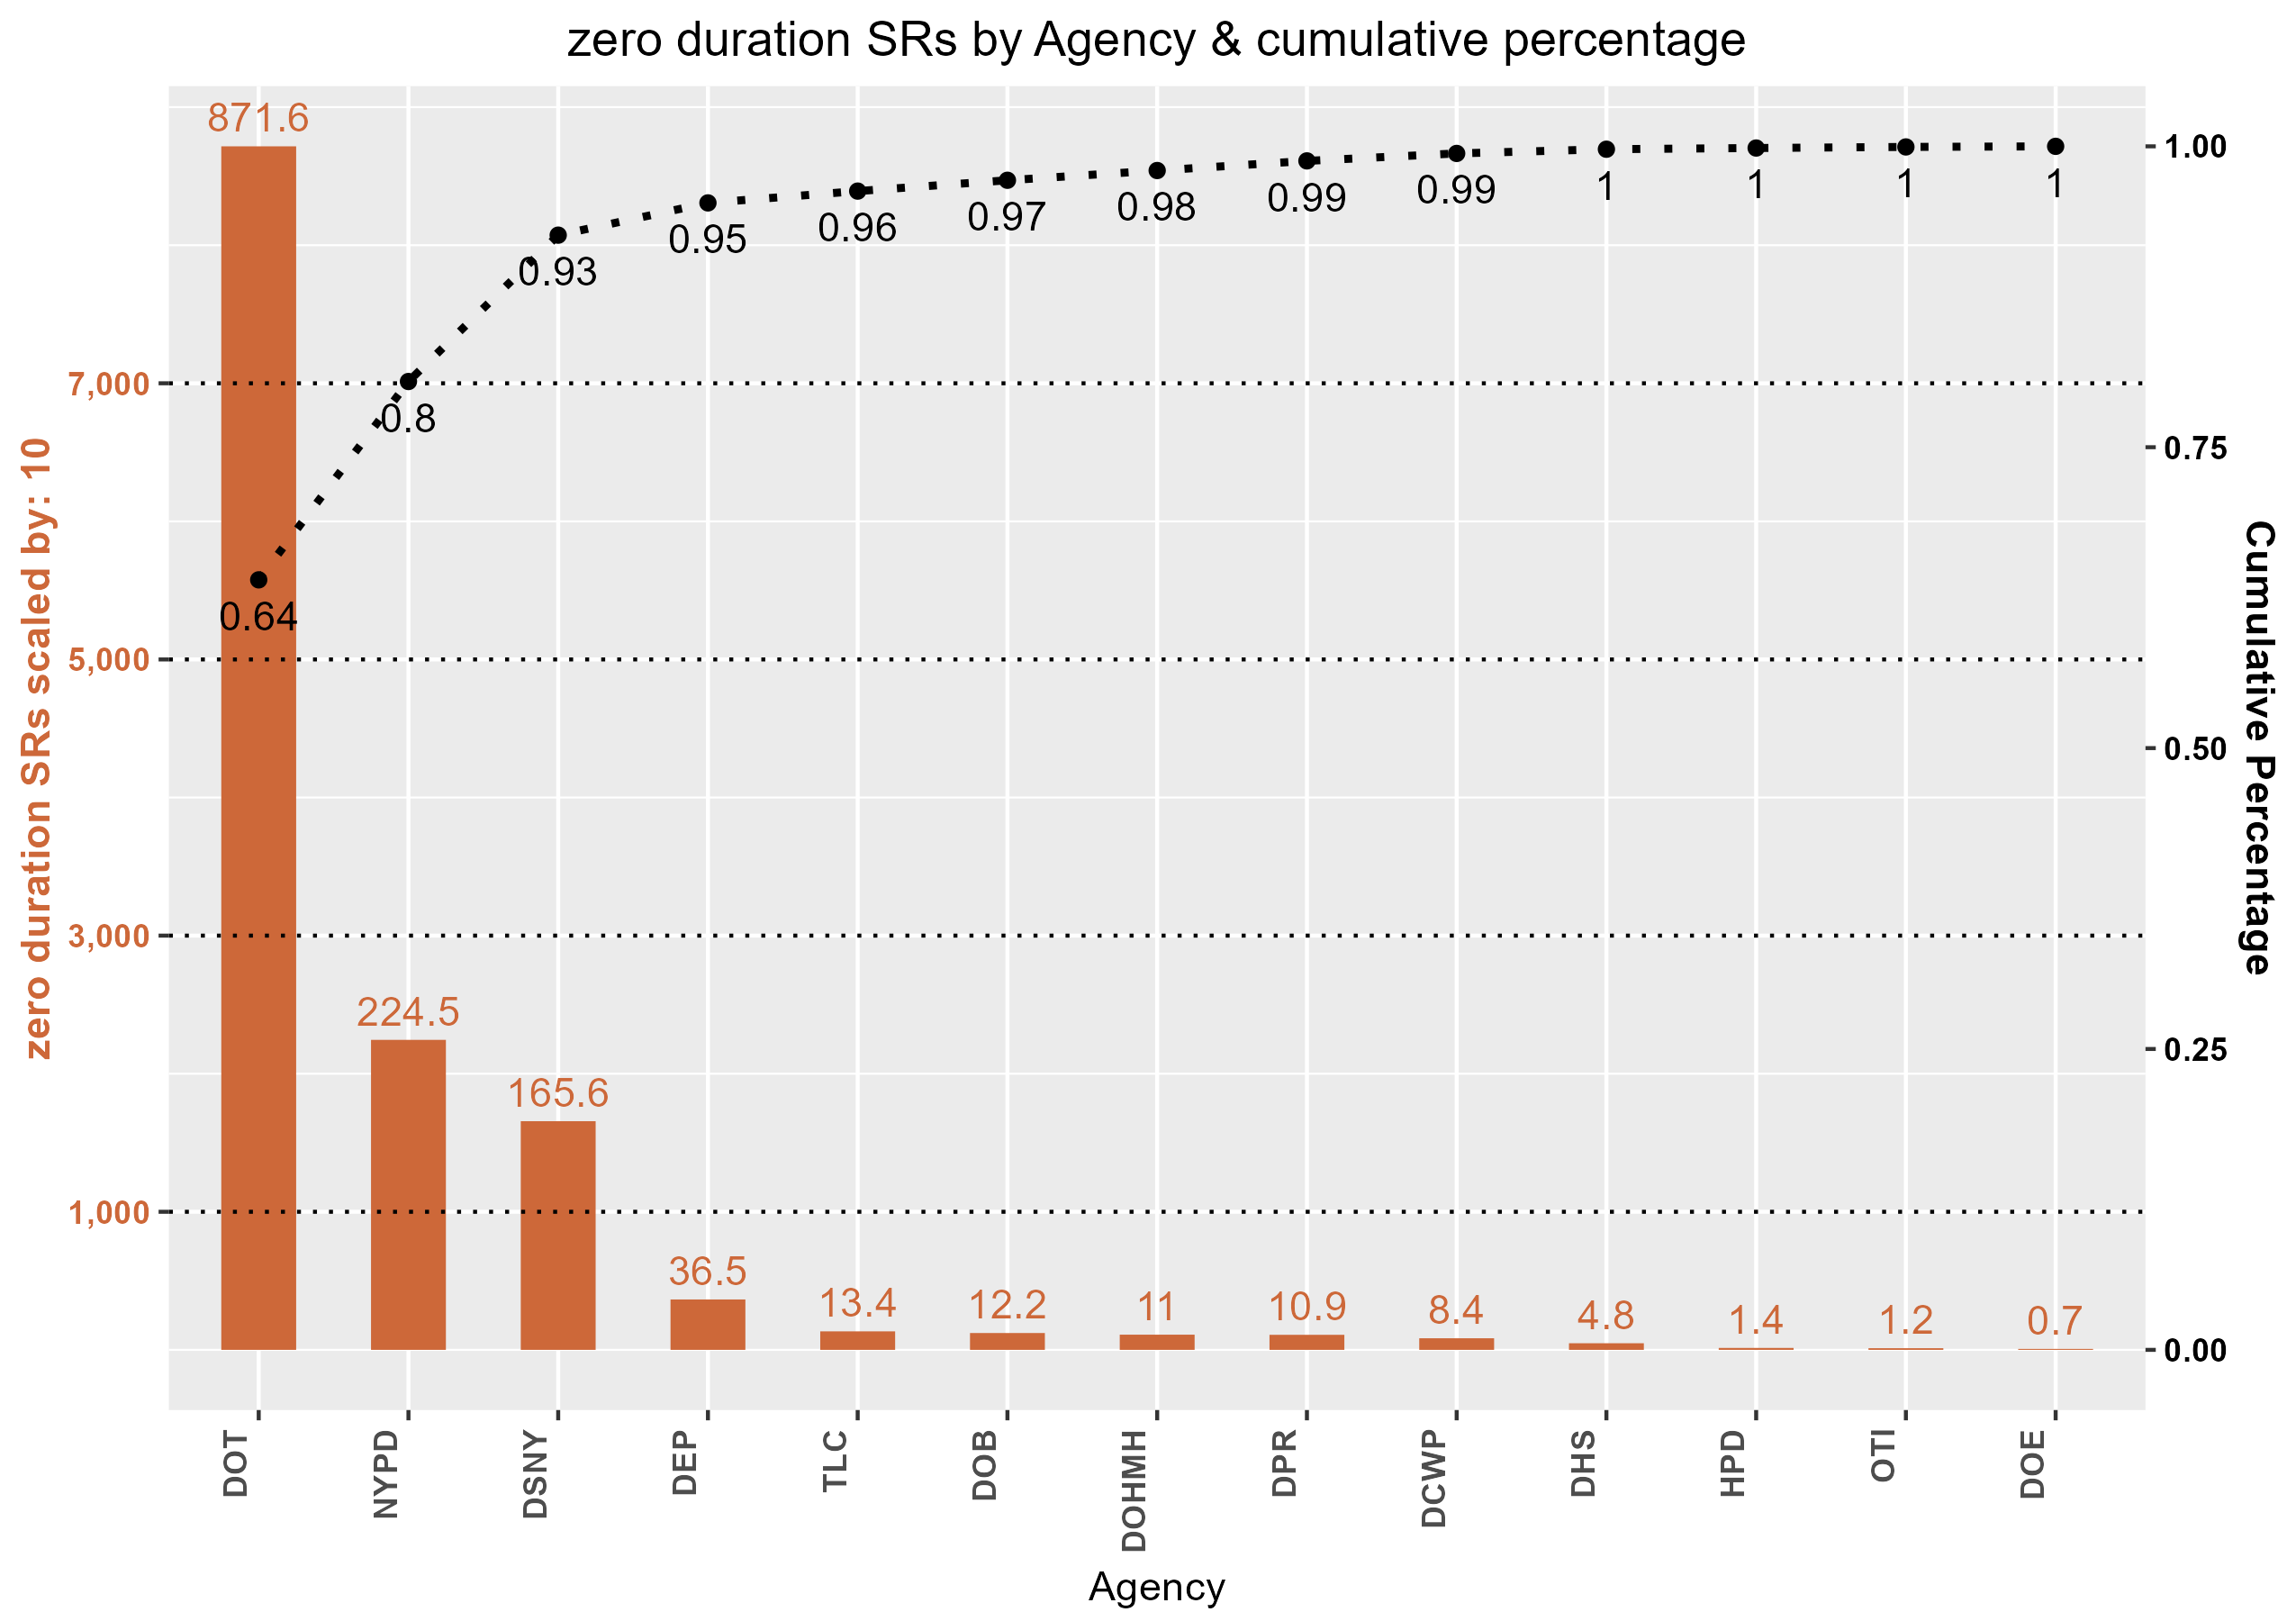 zero duration SRs by Agency & cumulative percentage
871.6
224.5
165.6
36.5
13.4
12.2
11
10.9
8.4
4.8
1.4
1.2
0.7
0.64
0.8
0.93
0.95
0.96
0.97
0.98
0.99
0.99
1
1
1
1
7,000
5,000
3,000
1,000
zero duration SRs scaled by: 10
1.00
0.75
0.50
0.25
0.00
Cumulative Percentage
DOT
NYPD
DSNY
DEP
TLC
DOB
DOHMH
DPR
DCWP
DHS
HPD
OTI
DOE
Agency